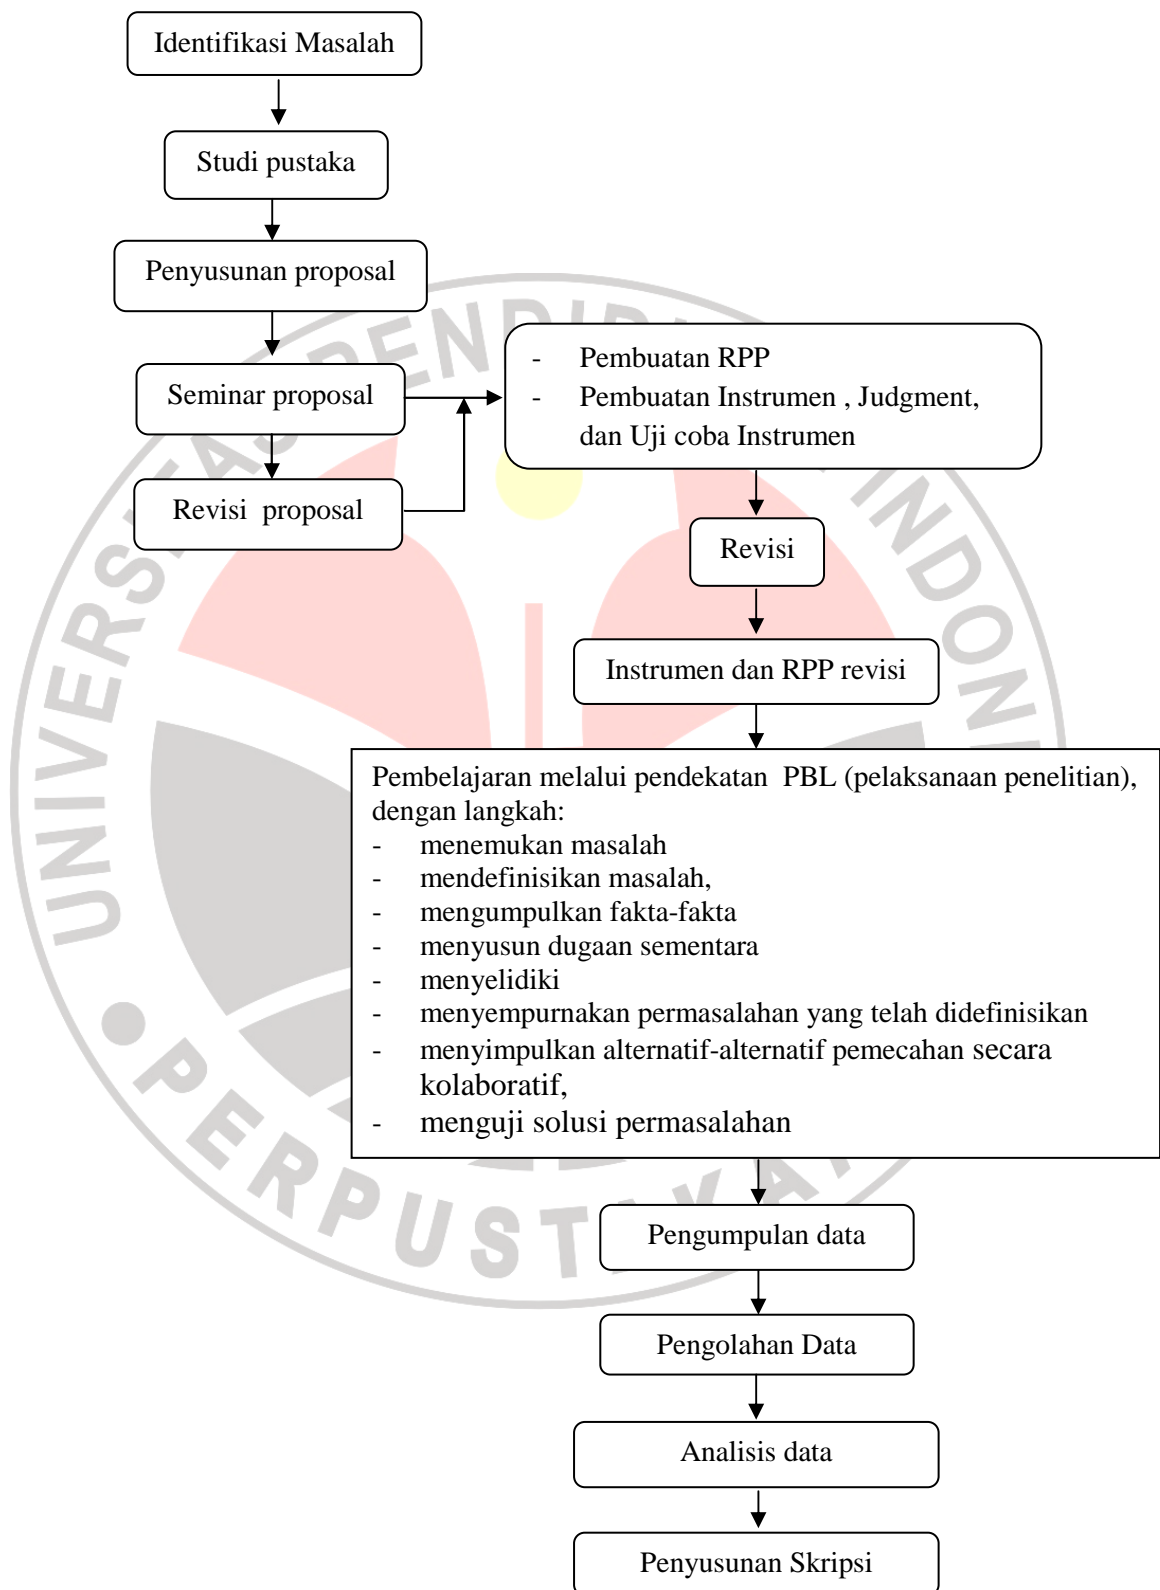 Identifikasi Masalah
Studi pustaka
Penyusunan proposal
Seminar proposal
Revisi proposal
- Pembuatan RPP
- Pembuatan Instrumen , Judgment,
dan Uji coba Instrumen
Revisi
Instrumen dan RPP revisi
Pembelajaran melalui pendekatan PBL (pelaksanaan penelitian),
dengan langkah:
- menemukan masalah
- mendefinisikan masalah,
- mengumpulkan fakta-fakta
- menyusun dugaan sementara
- menyelidiki
- menyempurnakan permasalahan yang telah didefinisikan
- menyimpulkan alternatif-alternatif pemecahan secara
kolaboratif,
- menguji solusi permasalahan
Pengumpulan data
Pengolahan Data
Analisis data
Penyusunan Skripsi